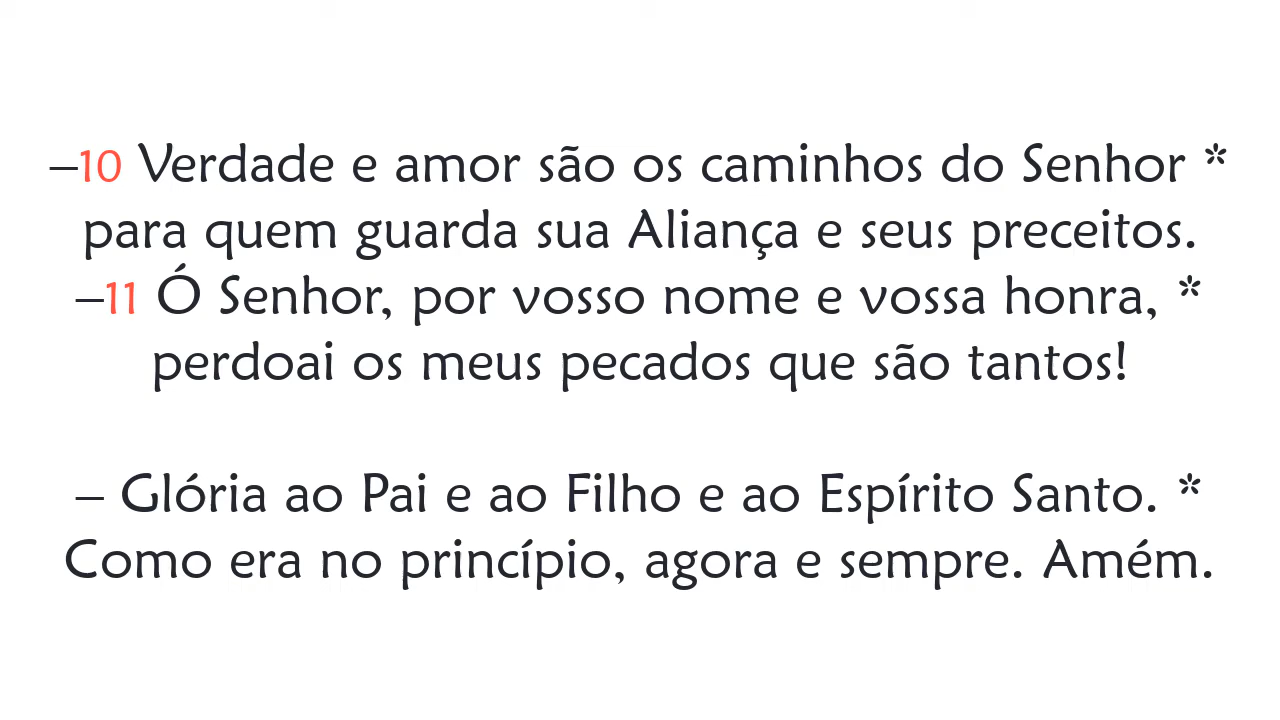 –10 Verdade e amor são os caminhos do Senhor *
para quem guarda sua Aliança e seus preceitos.
–11 Ó Senhor, por vosso nome e vossa honra, *
perdoai os meus pecados que são tantos!
– Glória ao Pai e ao Filho e ao Espírito Santo. *
Como era no princípio, agora e sempre. Amém.